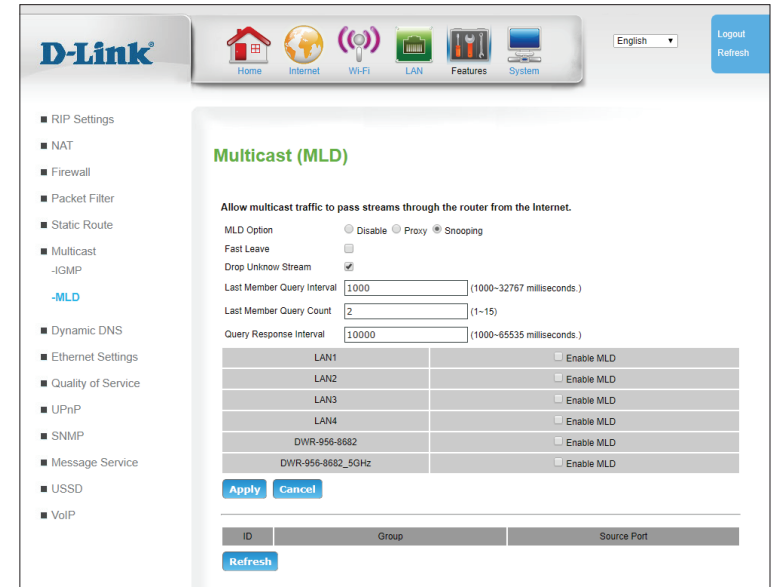 D-Link
Home Internet Wi-Fi LAN Features System
English
Logout
Refresh
RIP Settings
NAT
Firewall
Packet Filter
Static Route
Multicast
-IGMP
-MLD
Dynamic DNS
Ethernet Settings
Quality of Service
UPnP
SNMP
Message Service
USSD
VoIP
Multicast (MLD)
Allow multicast traffic to pass streams through the router from the Internet.
MLD Option Disable Proxy Snooping
Fast Leave
Drop Unknow Stream
Last Member Query Interval 1000 (1000~32767 milliseconds.)
Last Member Query Count 2 (1~15)
Query Response Interval 10000 (1000~65535 milliseconds.)
LAN1 Enable MLD
LAN2 Enable MLD
LAN3 Enable MLD
LAN4 Enable MLD
DWR-956-8682 Enable MLD
DWR-956-8682_5GHz Enable MLD
Apply Cancel
ID Group Source Port
Refresh